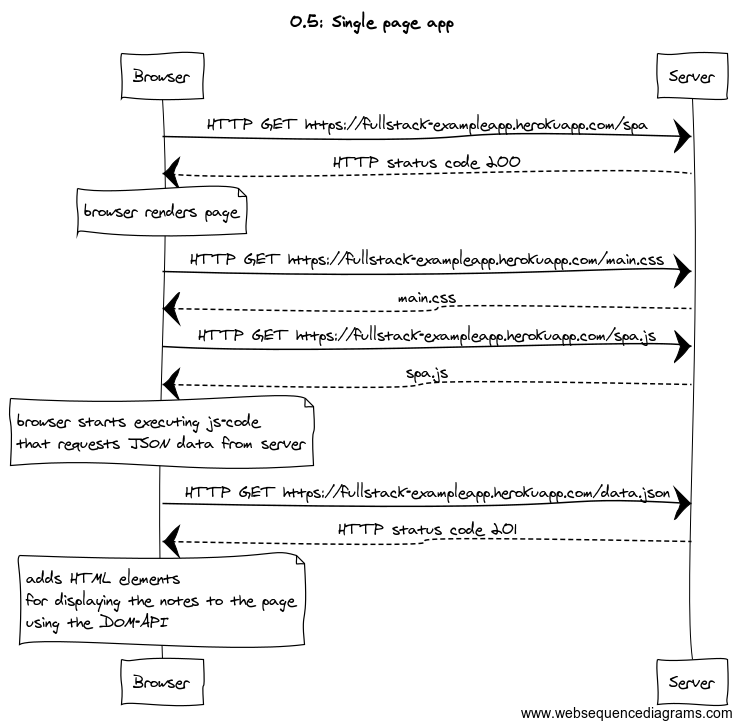 0.5: Single page app
Browser
Server
HTTP GET https://fullstack-exampleapp.herokuapp.com/spa
HTTP status code 200
browser renders page
HTTP GET https://fullstack-exampleapp.herokuapp.com/main.css
main.css
HTTP GET https://fullstack-exampleapp.herokuapp.com/spa.js
spa.js
browser starts executing js-code
that requests JSON data from server
HTTP GET https://fullstack-exampleapp.herokuapp.com/data.json
HTTP status code 201
adds HTML elements
for displaying the notes to the page
using the DOM-API
Browser
Server
www.websequencediagrams.com